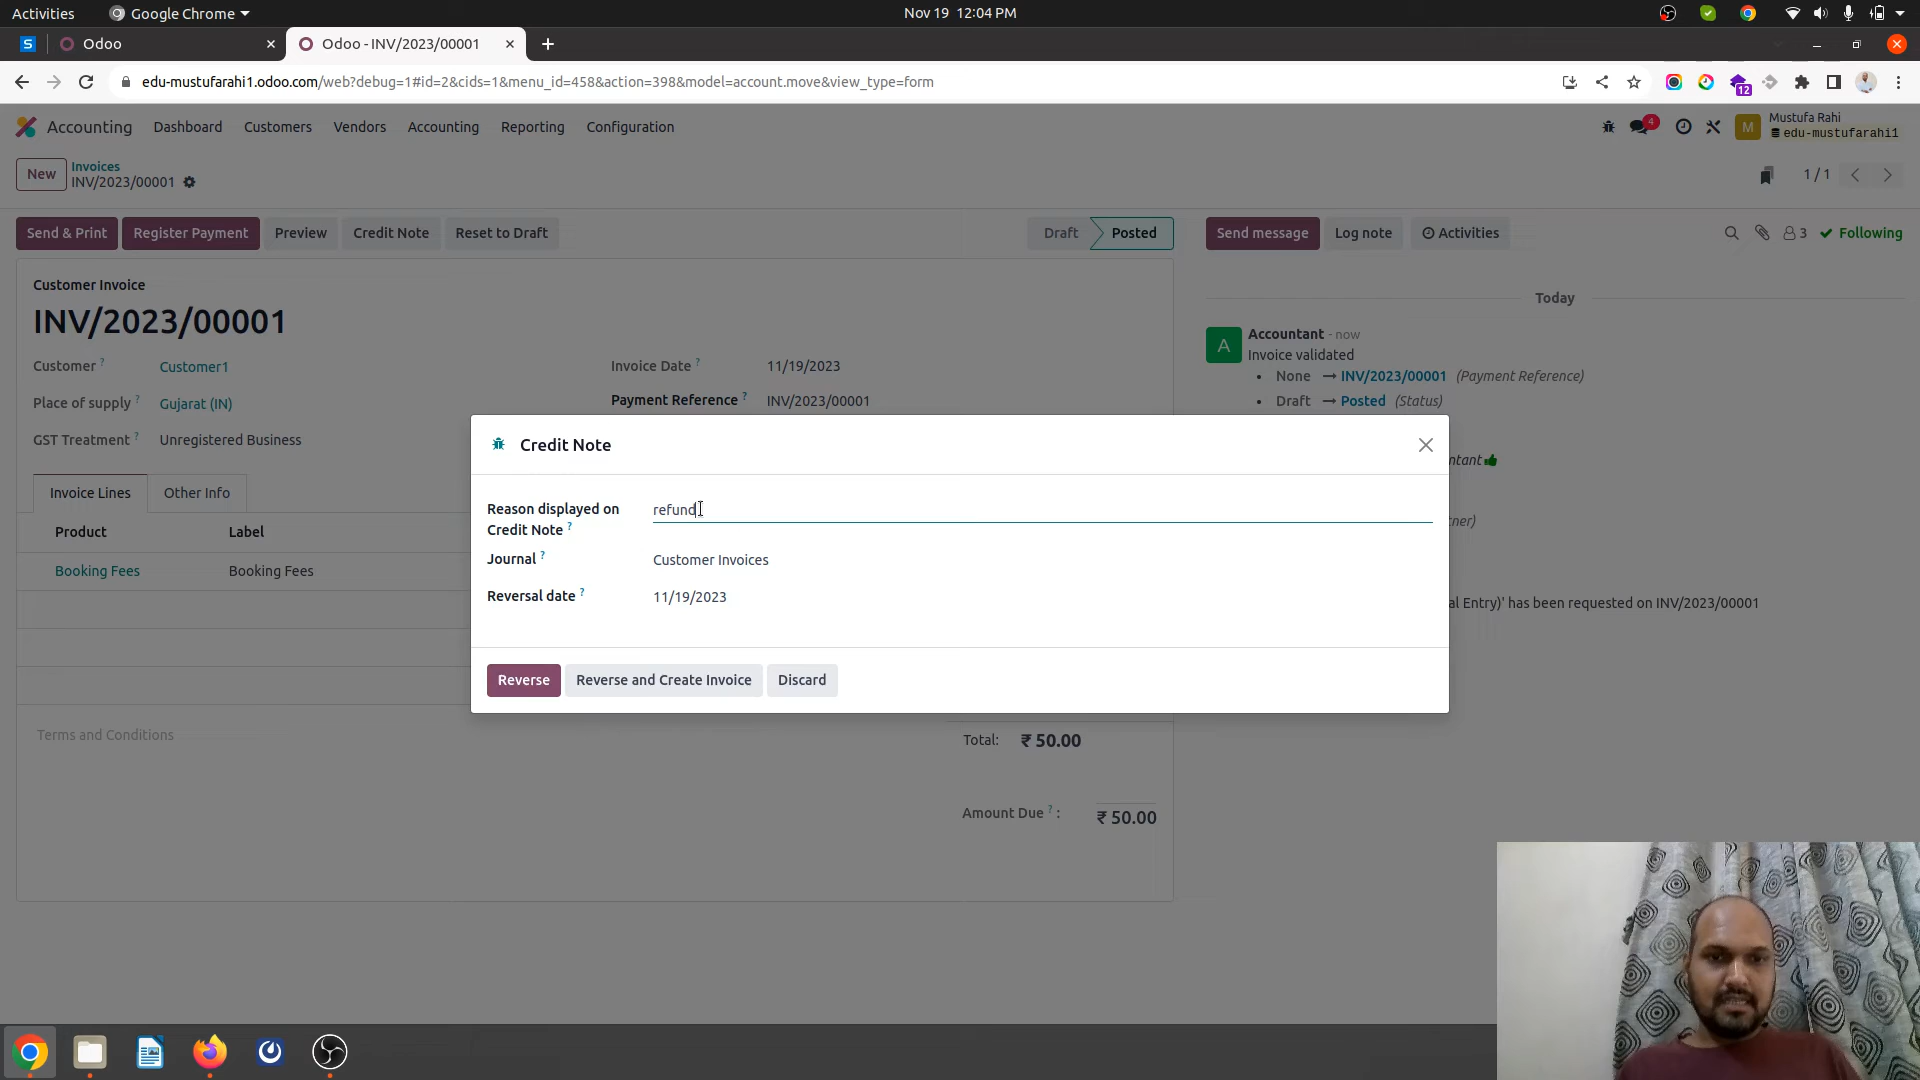 Activities
Google Chrome
Nov 19 12:04 PM
S
Odoo
Odoo - INV/2023/00001
edu-mustufarahi1.odoo.com/web?debug=1#id=2&cids=1&menu_id=458&action=398&model=account.move&view_type=form
12
Accounting
Dashboard
Customers
Vendors
Accounting
Reporting
Configuration
4
M
Mustufa Rahi
edu-mustufarahi1
New
Invoices
INV/2023/00001
1 / 1
Send & Print
Register Payment
Preview
Credit Note
Reset to Draft
Draft
Posted
Send message
Log note
Activities
3
Following
Customer Invoice
INV/2023/00001
Customer ?
Customer1
Place of supply ?
Gujarat (IN)
GST Treatment ?
Unregistered Business
Invoice Date ?
11/19/2023
Payment Reference ?
INV/2023/00001
Today
A
Accountant - now
Invoice validated
• None → INV/2023/00001 (Payment Reference)
• Draft → Posted (Status)
ntant
ner)
al Entry)' has been requested on INV/2023/00001
Invoice Lines
Other Info
Product
Label
Booking Fees
Booking Fees
Credit Note
Reason displayed on
Credit Note ?
refund
Journal ?
Customer Invoices
Reversal date ?
11/19/2023
Reverse
Reverse and Create Invoice
Discard
Terms and Conditions
Total: ₹ 50.00
Amount Due ? : ₹ 50.00